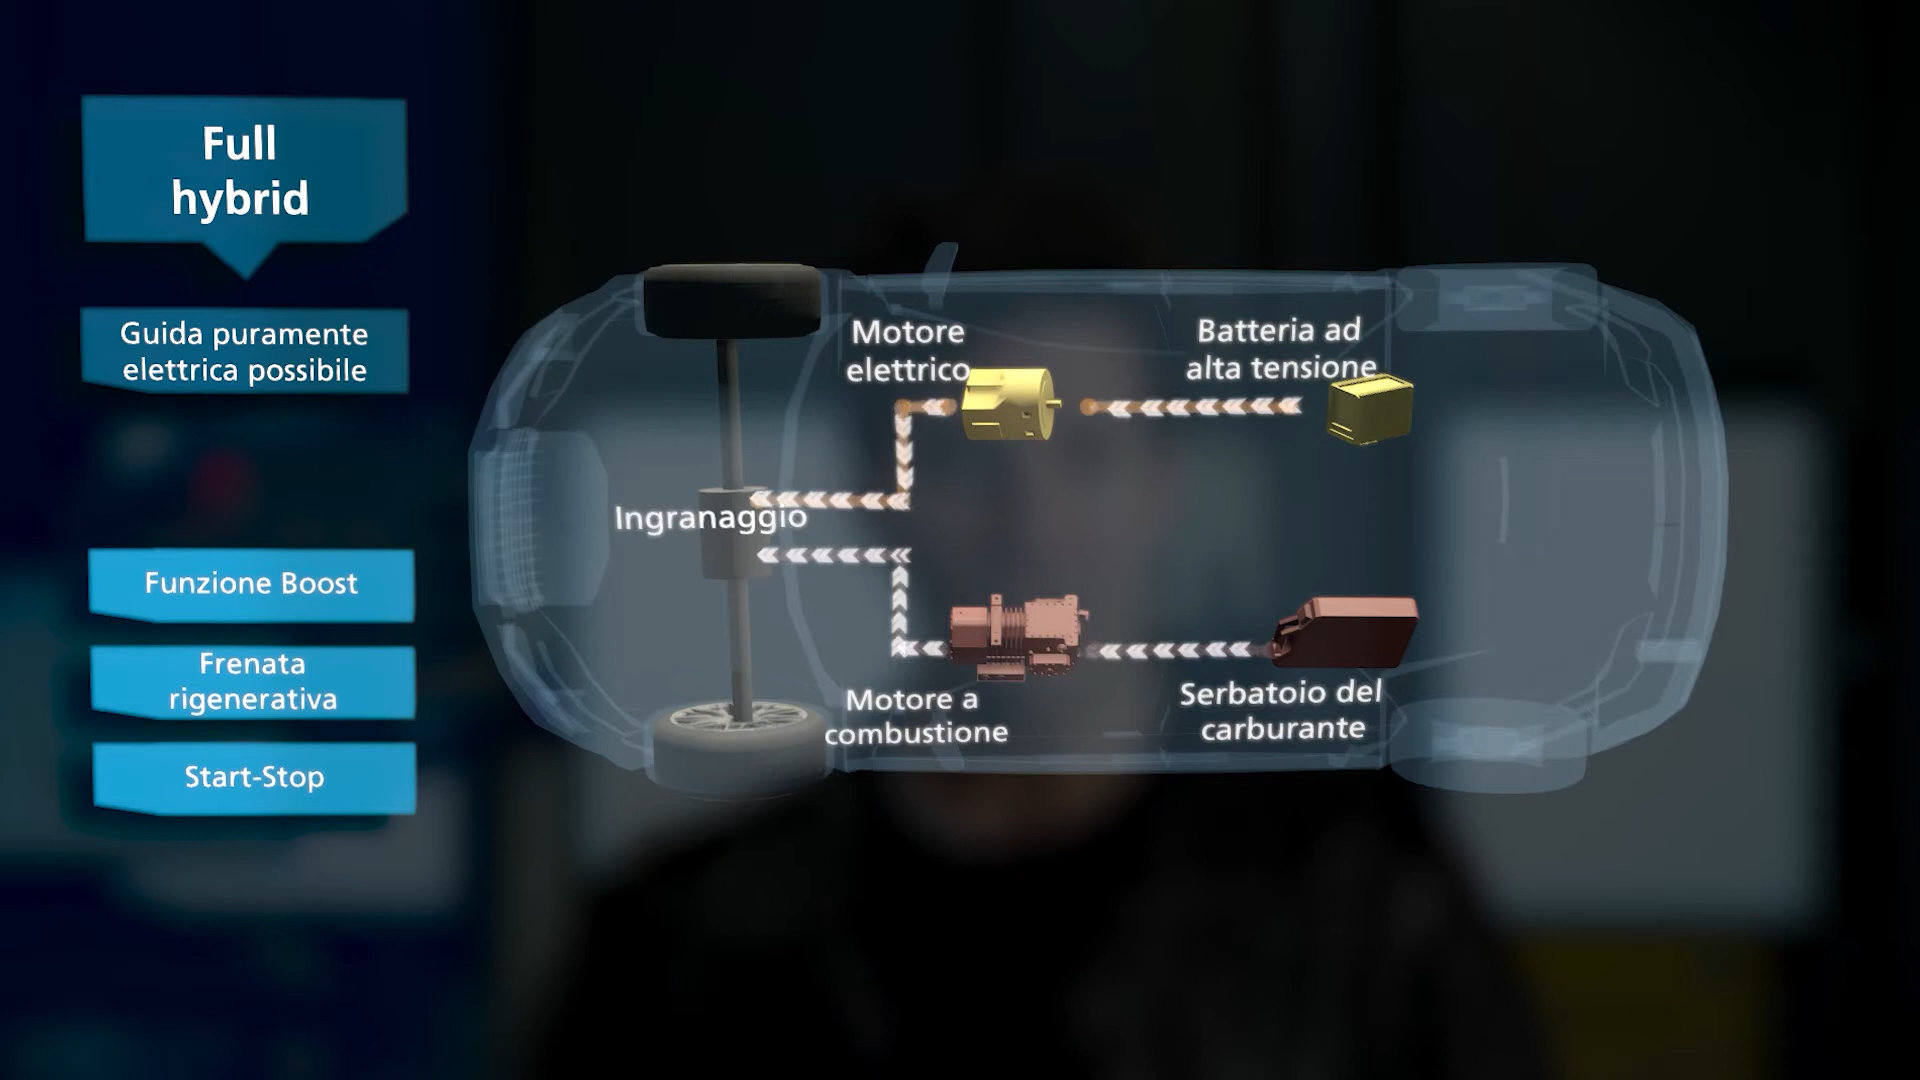 Full
hybrid
Guida puramente
elettrica possibile
Funzione Boost
Frenata
rigenerativa
Start-Stop
Motore
elettrico
Batteria ad
alta tensione
Ingranaggio
Motore a
combustione
Serbatoio del
carburante